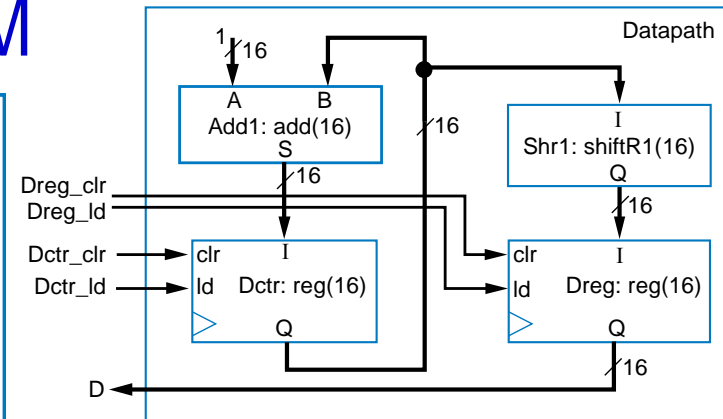 M
Datapath
1
16
A B
Add1: add(16)
S
16
16
I
Shr1: shiftR1(16)
Q
16
Dreg_clr
Dreg_ld
Dctr_clr
Dctr_ld
clr
I
ld
Dctr: reg(16)
Q
clr
I
ld
Dreg: reg(16)
Q
16
D